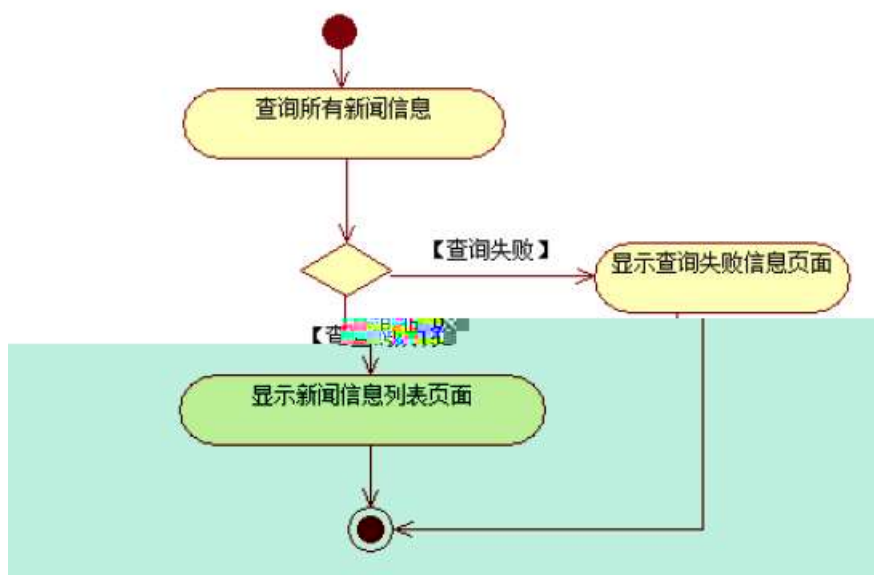 查询所有新闻信息
【查询失败】
显示查询失败信息页面
【查
显示新闻信息列表页面